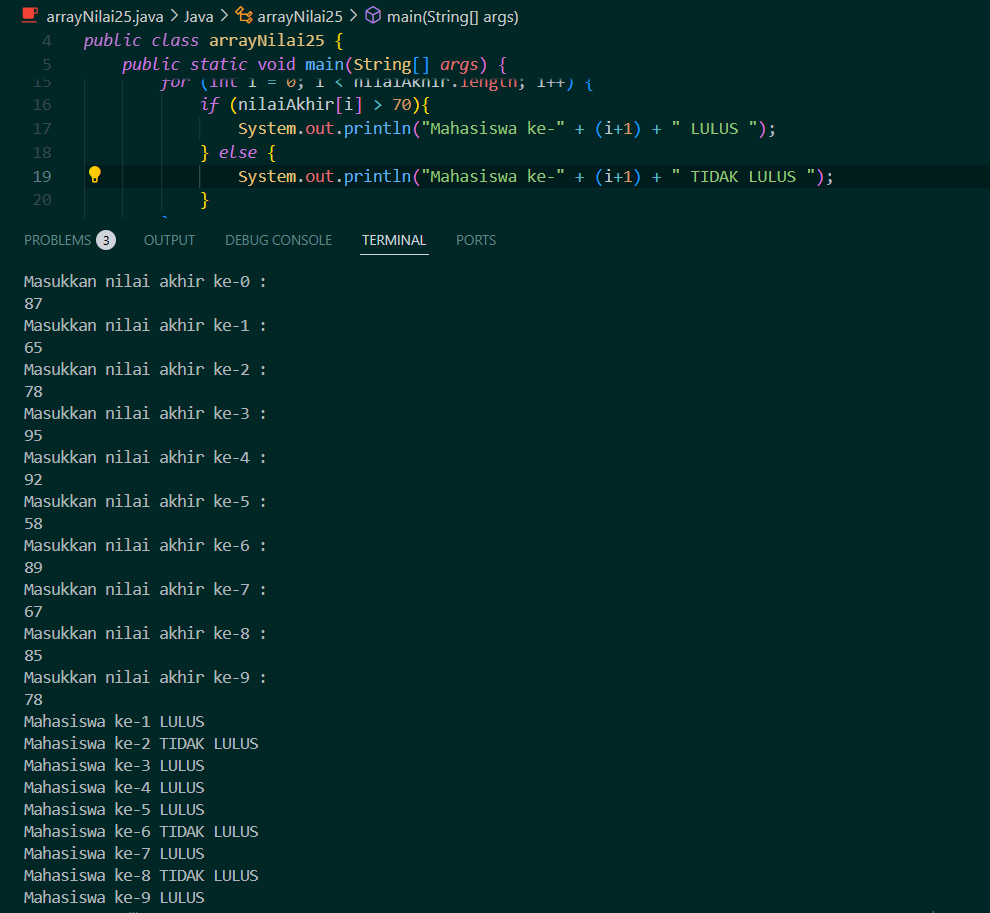 arrayNilai25.java > Java > arrayNilai25 > main(String[] args)
4 public class arrayNilai25 {
5 public static void main(String[] args) {
15 for (int i = 0; i < nilaiAkhir.length; i++) {
16 if (nilaiAkhir[i] > 70){
17 System.out.println("Mahasiswa ke-" + (i+1) + " LULUS ");
18 } else {
19 System.out.println("Mahasiswa ke-" + (i+1) + " TIDAK LULUS ");
20 }
PROBLEMS 3 OUTPUT DEBUG CONSOLE TERMINAL PORTS
Masukkan nilai akhir ke-0 :
87
Masukkan nilai akhir ke-1 :
65
Masukkan nilai akhir ke-2 :
78
Masukkan nilai akhir ke-3 :
95
Masukkan nilai akhir ke-4 :
92
Masukkan nilai akhir ke-5 :
58
Masukkan nilai akhir ke-6 :
89
Masukkan nilai akhir ke-7 :
67
Masukkan nilai akhir ke-8 :
85
Masukkan nilai akhir ke-9 :
78
Mahasiswa ke-1 LULUS
Mahasiswa ke-2 TIDAK LULUS
Mahasiswa ke-3 LULUS
Mahasiswa ke-4 LULUS
Mahasiswa ke-5 LULUS
Mahasiswa ke-6 TIDAK LULUS
Mahasiswa ke-7 LULUS
Mahasiswa ke-8 TIDAK LULUS
Mahasiswa ke-9 LULUS